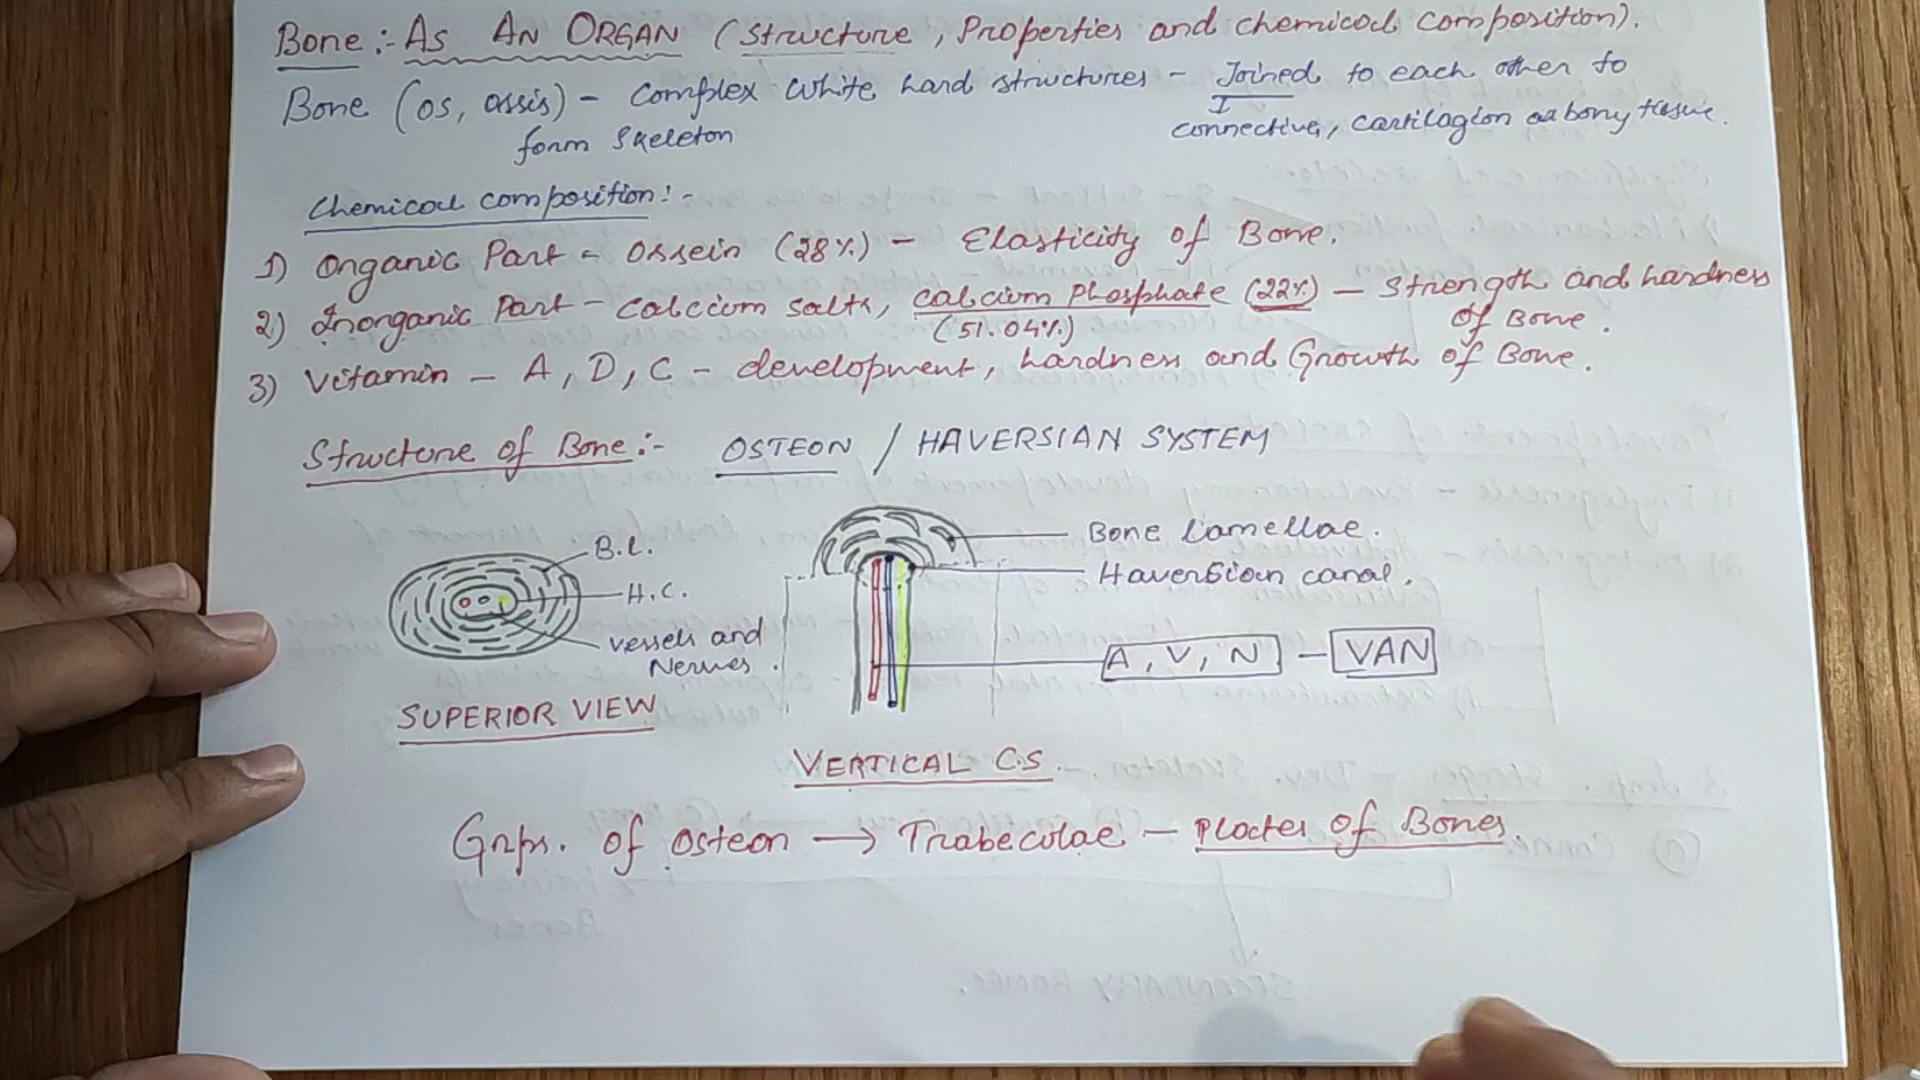 Bone :- As An ORGAN (Structure, Properties and chemical composition).
Bone (os, ossis) - Complex white hard structures - Joined to each other to
form skeleton
connective, cartilagion or bony tissue.
Chemical composition :-
1) Organic Part - Ossein (28%) - Elasticity of Bone.
2) Inorganic Part - calcium salts, calcium Phosphate (22%) - Strength and hardness
(51.04%)
of Bone.
3) Vitamin - A, D, C - development, hardness and Growth of Bone.
Structure of Bone :- OSTEON / HAVERSIAN SYSTEM
B.L.
H.C.
vessels and
Nerves.
SUPERIOR VIEW
Bone lamellae.
Haversian canal.
A, V, N - VAN
VERTICAL C.S.
Grps. of Osteon → Trabeculae - Plates of Bones.
SECONDARY BONES.